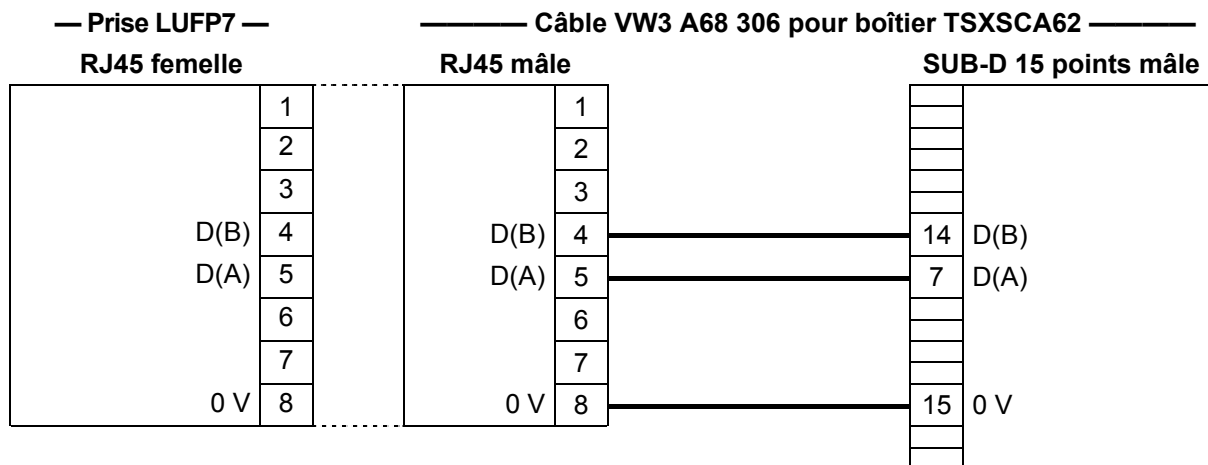 — Prise LUFP7 — ———— Câble VW3 A68 306 pour boîtier TSXSCA62 ————
RJ45 femelle RJ45 mâle SUB-D 15 points mâle
1 1
2 2
3 3
D(B) 4 D(B) 4 14 D(B)
D(A) 5 D(A) 5 7 D(A)
6 6
7 7
0 V 8 0 V 8 15 0 V